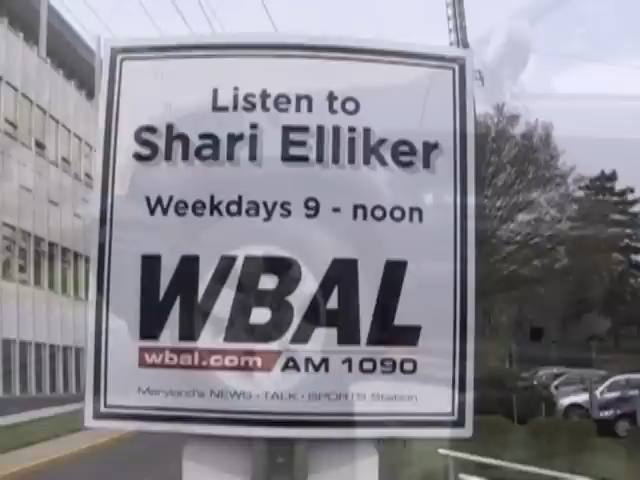 Listen to
Shari Elliker
Weekdays 9 - noon
WBAL
wbal.com AM 1090
Maryland's NEWS • TALK • SPORTS Station